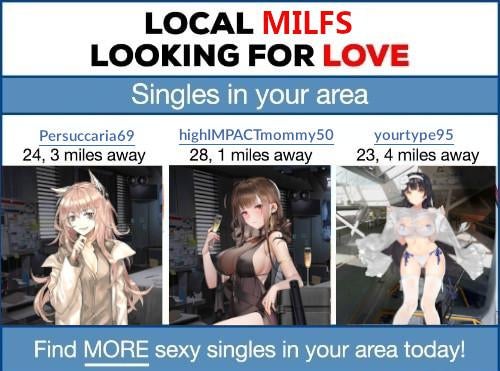 LOCAL MILFS
LOOKING FOR LOVE
Singles in your area
Persuccaria69
24, 3 miles away
highIMPACTmommy50
28, 1 miles away
yourtype95
23, 4 miles away
Find MORE sexy singles in your area today!